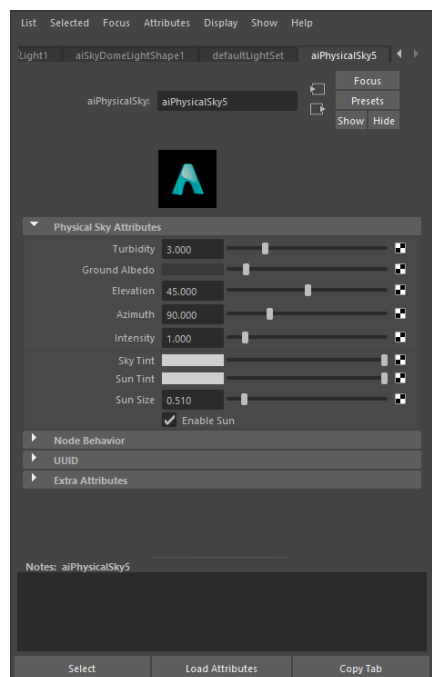 List Selected Focus Attributes Display Show Help
Light1 aiSkyDomeLightShape1 defaultLightSet aiPhysicalSky5
Focus
aiPhysicalSky: aiPhysicalSky5
Presets
Show Hide
Physical Sky Attributes
Turbidity 3.000
Ground Albedo
Elevation 45.000
Azimuth 90.000
Intensity 1.000
Sky Tint
Sun Tint
Sun Size 0.510
Enable Sun
Node Behavior
UUID
Extra Attributes
Notes: aiPhysicalSky5
Select Load Attributes Copy Tab